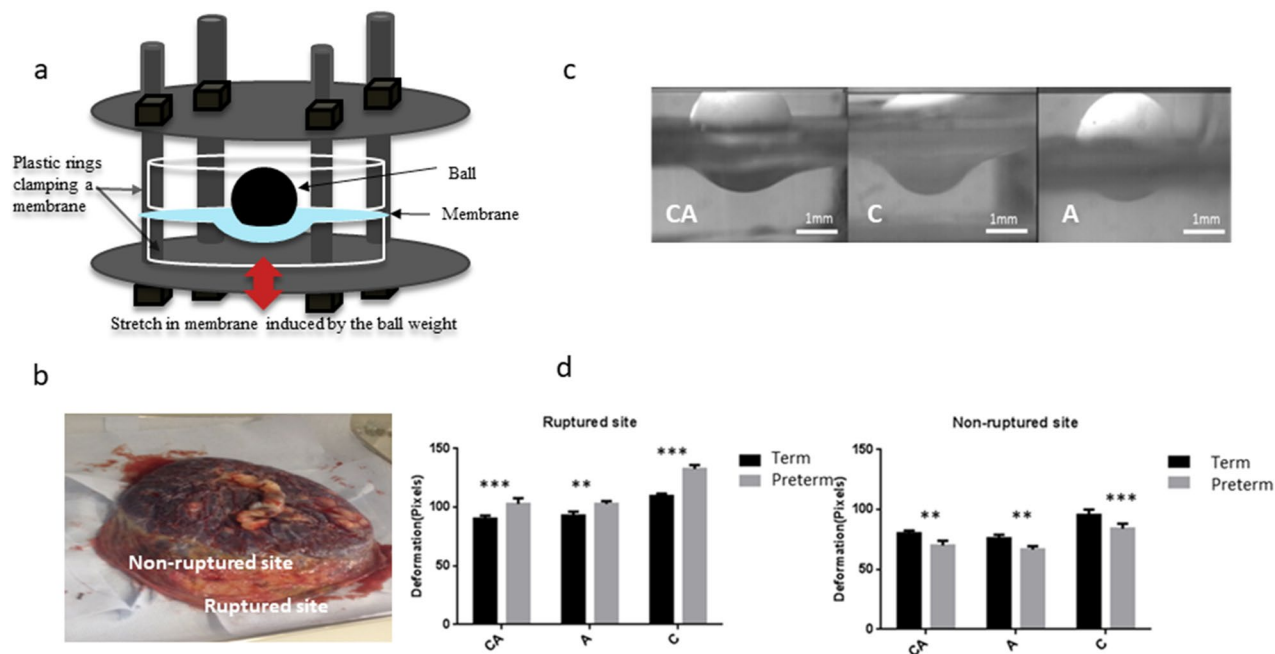 a
Plastic rings
clamping a
membrane
Ball
Membrane
Stretch in membrane induced by the ball weight
c
CA
1mm
C
1mm
A
1mm
b
Non-ruptured site
Ruptured site
d
Ruptured site
Deformation(Pixels)
150
100
50
0
***
**
***
CA
A
C
Term
Preterm
Non-ruptured site
Deformation(Pixels)
150
100
50
0
**
**
***
CA
A
C
Term
Preterm